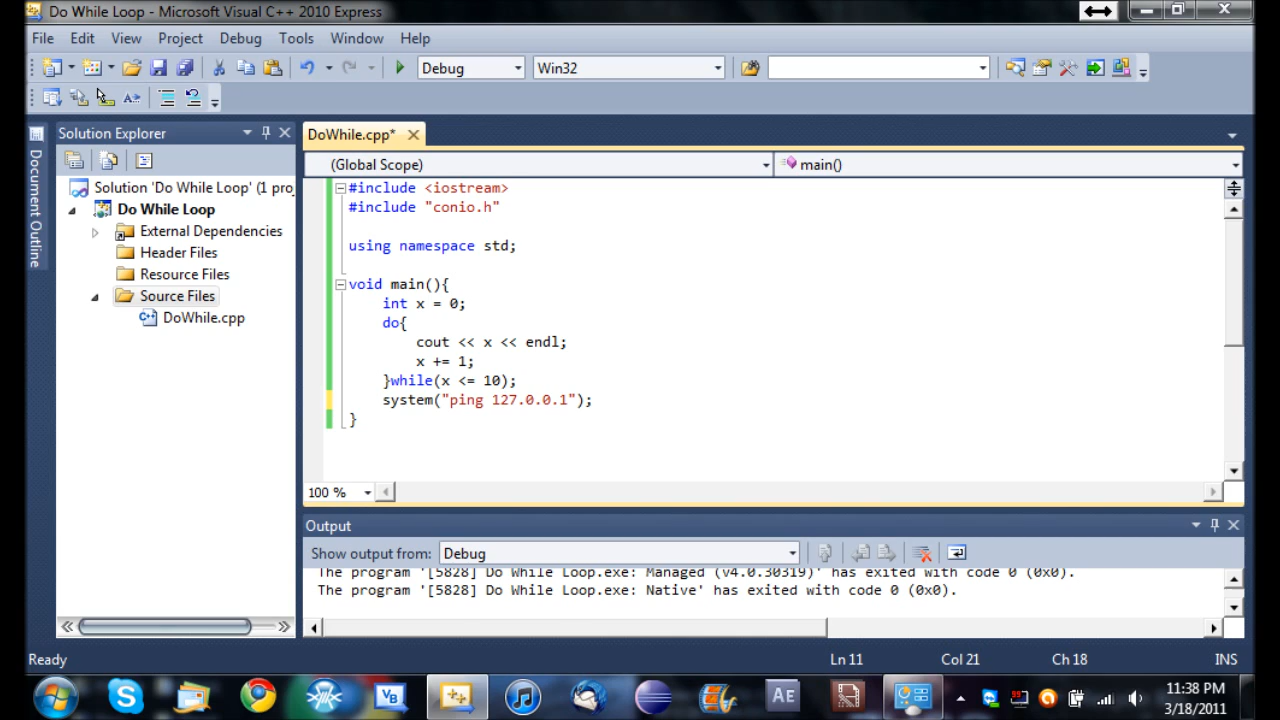 Do While Loop - Microsoft Visual C++ 2010 Express
File Edit View Project Debug Tools Window Help
Debug Win32
Document Outline
Solution Explorer
Solution 'Do While Loop' (1 proj
Do While Loop
External Dependencies
Header Files
Resource Files
Source Files
DoWhile.cpp
DoWhile.cpp*
(Global Scope) main()
#include <iostream>
#include "conio.h"
using namespace std;
void main(){
int x = 0;
do{
cout << x << endl;
x += 1;
}while(x <= 10);
system("ping 127.0.0.1");
}
100 %
Output
Show output from: Debug
The program '[5828] Do While Loop.exe: Managed (v4.0.30319)' has exited with code 0 (0x0).
The program '[5828] Do While Loop.exe: Native' has exited with code 0 (0x0).
Ready Ln 11 Col 21 Ch 18 INS
VB
AE
11:38 PM
3/18/2011